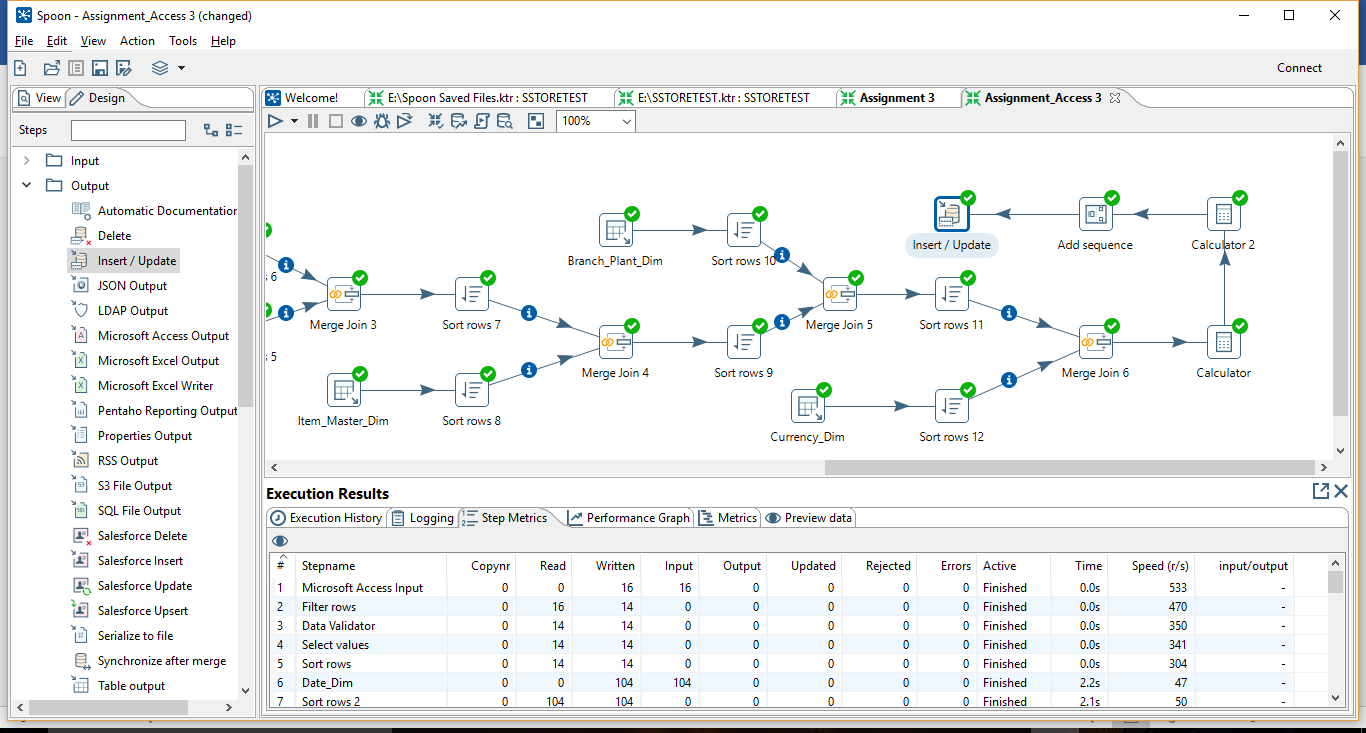 Spoon - Assignment_Access 3 (changed)
File Edit View Action Tools Help
Connect
View Design
Welcome! E:\Spoon Saved Files.ktr : SSTORETEST E:\SSTORETEST.ktr : SSTORETEST Assignment 3 Assignment_Access 3
Steps
100%
Input
Output
Automatic Documentation
Delete
Insert / Update
JSON Output
LDAP Output
Microsoft Access Output
Microsoft Excel Output
Microsoft Excel Writer
Pentaho Reporting Output
Properties Output
RSS Output
S3 File Output
SQL File Output
Salesforce Delete
Salesforce Insert
Salesforce Update
Salesforce Upsert
Serialize to file
Synchronize after merge
Table output
Insert / Update Add sequence Calculator 2
Branch_Plant_Dim Sort rows 10
s 6
Merge Join 3 Sort rows 7 Merge Join 5 Sort rows 11
s 5
Merge Join 4 Sort rows 9 Merge Join 6 Calculator
Item_Master_Dim Sort rows 8
Currency_Dim Sort rows 12
Execution Results
Execution History Logging Step Metrics Performance Graph Metrics Preview data
# Stepname Copynr Read Written Input Output Updated Rejected Errors Active Time Speed (r/s) input/output
1 Microsoft Access Input 0 0 16 16 0 0 0 0 Finished 0.0s 533 -
2 Filter rows 0 16 14 0 0 0 0 0 Finished 0.0s 470 -
3 Data Validator 0 14 14 0 0 0 0 0 Finished 0.0s 350 -
4 Select values 0 14 14 0 0 0 0 0 Finished 0.0s 341 -
5 Sort rows 0 14 14 0 0 0 0 0 Finished 0.0s 304 -
6 Date_Dim 0 0 104 104 0 0 0 0 Finished 2.2s 47 -
7 Sort rows 2 0 104 104 0 0 0 0 0 Finished 2.1s 50 -